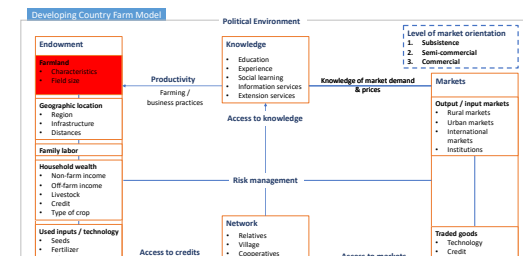 Developing Country Farm Model
Political Environment
Level of market orientation
1. Subsistence
2. Semi-commercial
3. Commercial
Endowment
Farmland
• Characteristics
• Field size
Geographic location
• Region
• Infrastructure
• Distances
Family labor
Household wealth
• Non-farm income
• Off-farm income
• Livestock
• Credit
• Type of crop
Used inputs / technology
• Seeds
• Fertilizer
Productivity
Farming /
business practices
Knowledge
• Education
• Experience
• Social learning
• Information services
• Extension services
Access to knowledge
Knowledge of market demand
& prices
Markets
Output / input markets
• Rural markets
• Urban markets
• International
markets
• Institutions
Risk management
Network
• Relatives
• Village
• Cooperatives
Access to credits
Access to markets
Traded goods
• Technology
• Credit